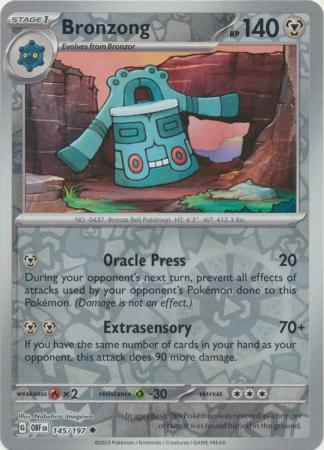 STAGE 1
Bronzong
HP 140
Evolves from Bronzor
NO. 0437 Bronze Bell Pokémon HT: 4'3" WT: 412.3 lbs.
Oracle Press 20
During your opponent's next turn, prevent all effects of
attacks used by your opponent's Pokémon done to this
Pokémon. (Damage is not an effect.)
Extrasensory 70+
If you have the same number of cards in your hand as your
opponent, this attack does 90 more damage.
weakness ×2 resistance -30 retreat
Illus. Nobuhiro Imagawa
G OBF EN 145/197
In ages past, this Pokémon was revered as a bringer
of rain. It was found buried in the ground.
©2023 Pokémon / Nintendo / Creatures / GAME FREAK